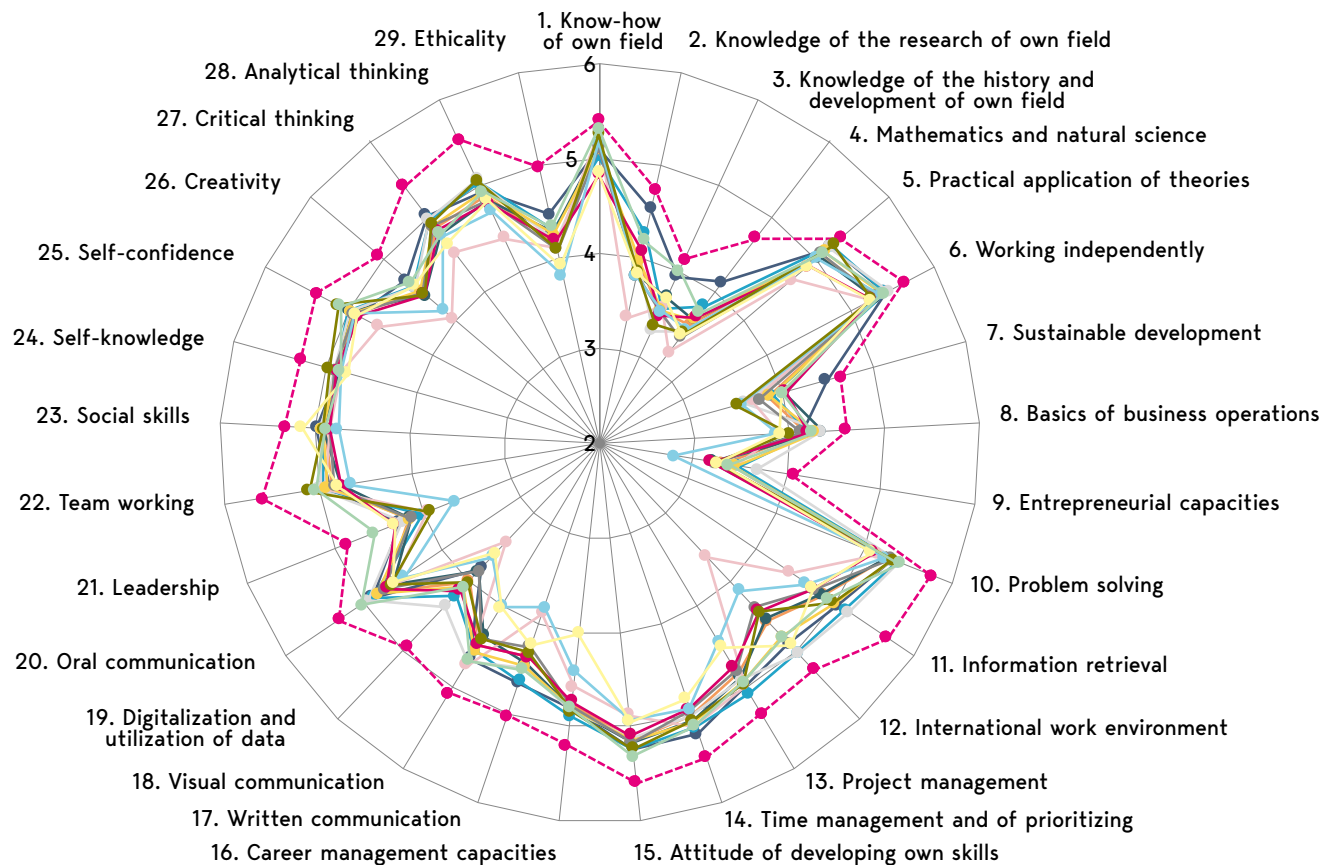 1. Know-how
of own field
2. Knowledge of the research of own field
3. Knowledge of the history and
development of own field
4. Mathematics and natural science
5. Practical application of theories
6. Working independently
7. Sustainable development
8. Basics of business operations
9. Entrepreneurial capacities
10. Problem solving
11. Information retrieval
12. International work environment
13. Project management
14. Time management and of prioritizing
15. Attitude of developing own skills
16. Career management capacities
17. Written communication
18. Visual communication
19. Digitalization and
utilization of data
20. Oral communication
21. Leadership
22. Team working
23. Social skills
24. Self-knowledge
25. Self-confidence
26. Creativity
27. Critical thinking
28. Analytical thinking
29. Ethicality
6
5
4
3
2